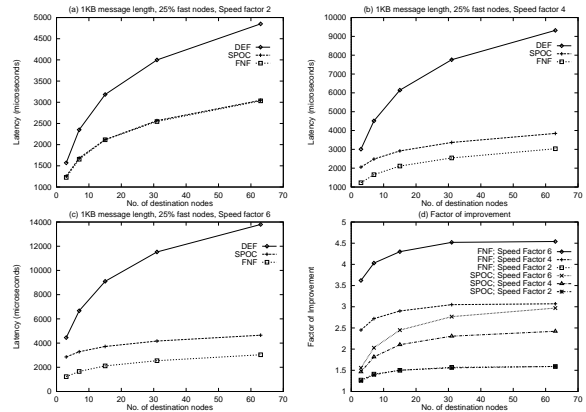 (a) 1KB message length, 25% fast nodes, Speed factor 2
5000
4500
4000
3500
3000
2500
2000
1500
1000
Latency (microseconds)
DEF
SPOC
FNF
0 10 20 30 40 50 60 70
No. of destination nodes
(b) 1KB message length, 25% fast nodes, Speed factor 4
10000
9000
8000
7000
6000
5000
4000
3000
2000
1000
Latency (microseconds)
DEF
SPOC
FNF
0 10 20 30 40 50 60 70
No. of destination nodes
(c) 1KB message length, 25% fast nodes, Speed factor 6
14000
12000
10000
8000
6000
4000
2000
0
Latency (microseconds)
DEF
SPOC
FNF
0 10 20 30 40 50 60 70
No. of destination nodes
(d) Factor of improvement
5
4.5
4
3.5
3
2.5
2
1.5
1
Factor of Improvement
FNF; Speed Factor 6
FNF; Speed Factor 4
FNF; Speed Factor 2
SPOC; Speed Factor 6
SPOC; Speed Factor 4
SPOC; Speed Factor 2
0 10 20 30 40 50 60 70
No. of destination nodes